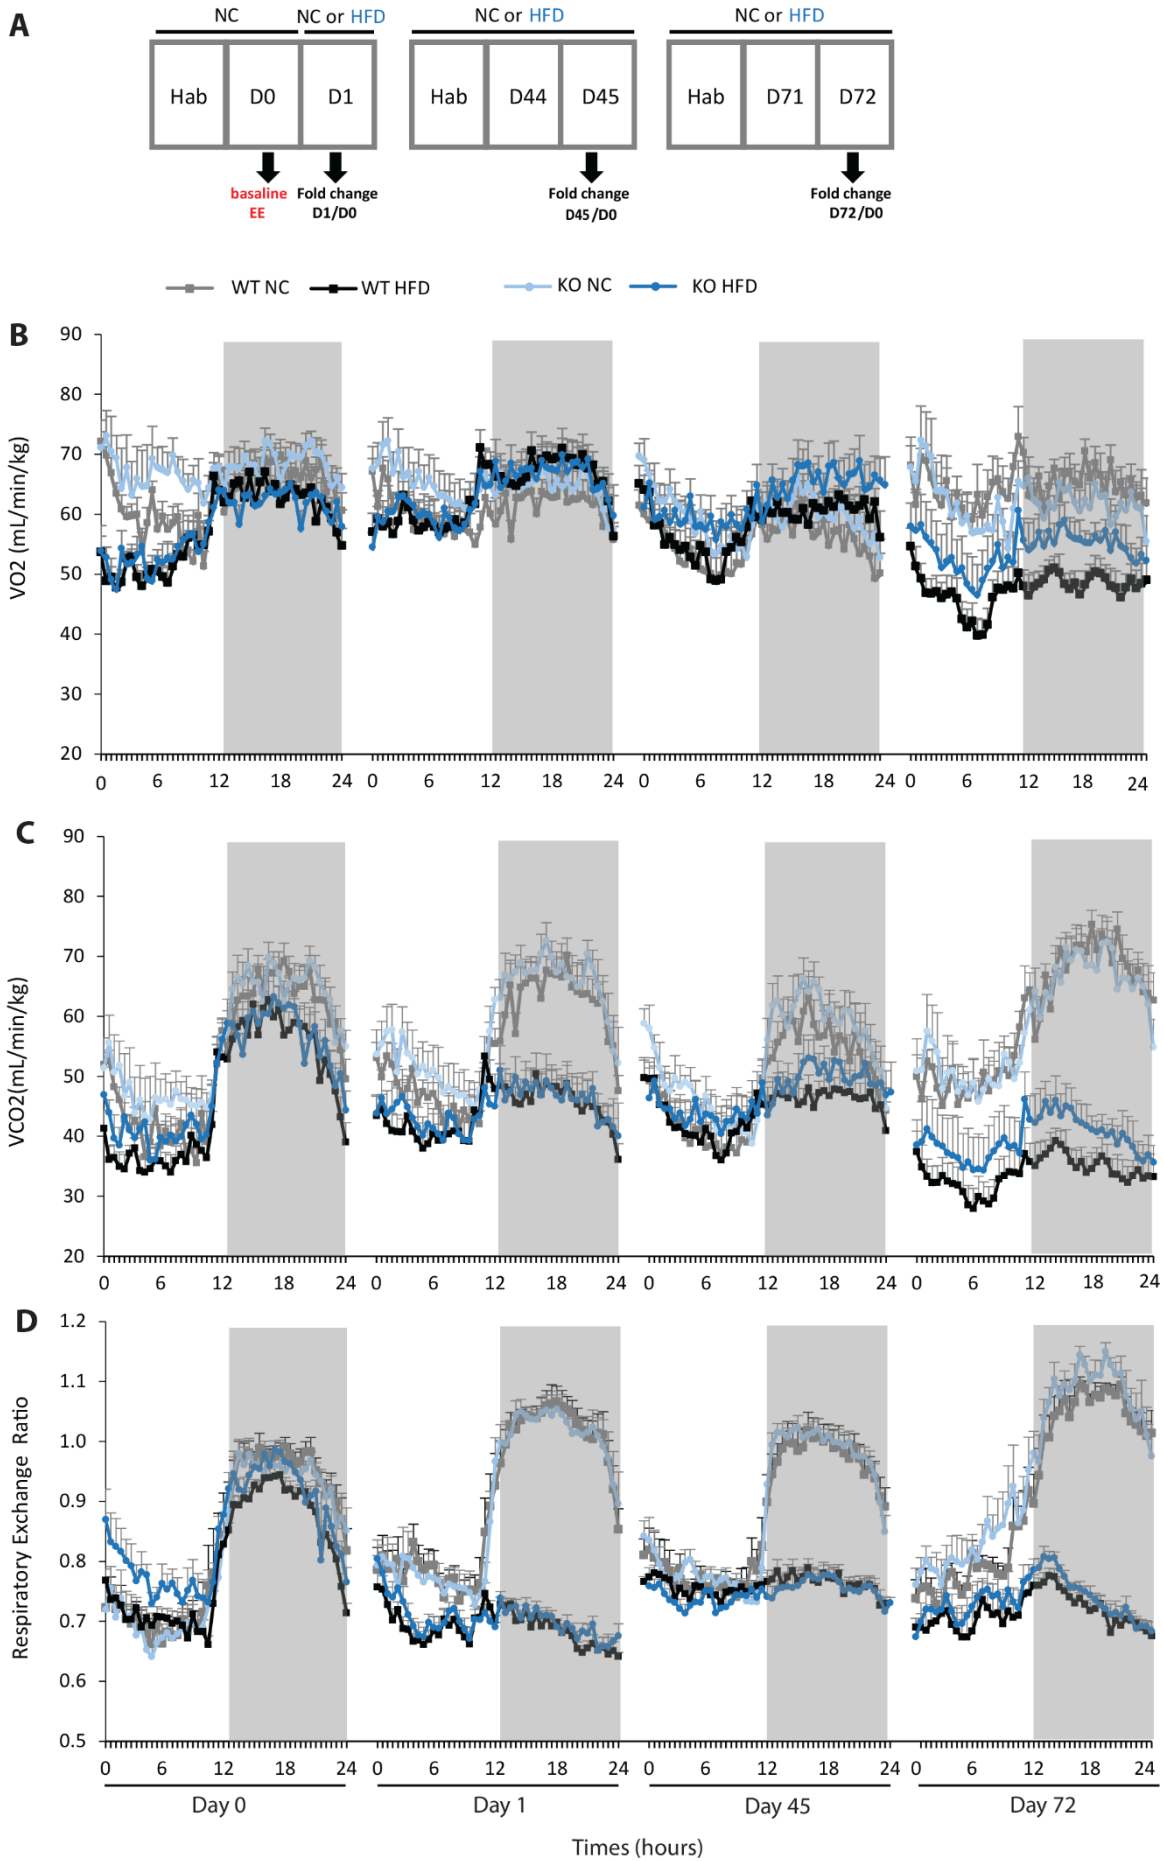 A
NC NC or HFD NC or HFD NC or HFD
Hab D0 D1 Hab D44 D45 Hab D71 D72
basaline Fold change Fold change Fold change
EE D1/D0 D45/D0 D72/D0
WT NC WT HFD KO NC KO HFD
B
90
80
70
60
50
40
30
20
VO2 (mL/min/kg)
0 6 12 18 24 0 6 12 18 24 0 6 12 18 24 0 6 12 18 24
C
90
80
70
60
50
40
30
20
VCO2(mL/min/kg)
0 6 12 18 24 0 6 12 18 24 0 6 12 18 24 0 6 12 18 24
D
1.2
1.1
1.0
0.9
0.8
0.7
0.6
0.5
Respiratory Exchange Ratio
0 6 12 18 24 0 6 12 18 24 0 6 12 18 24 0 6 12 18 24
Day 0 Day 1 Day 45 Day 72
Times (hours)